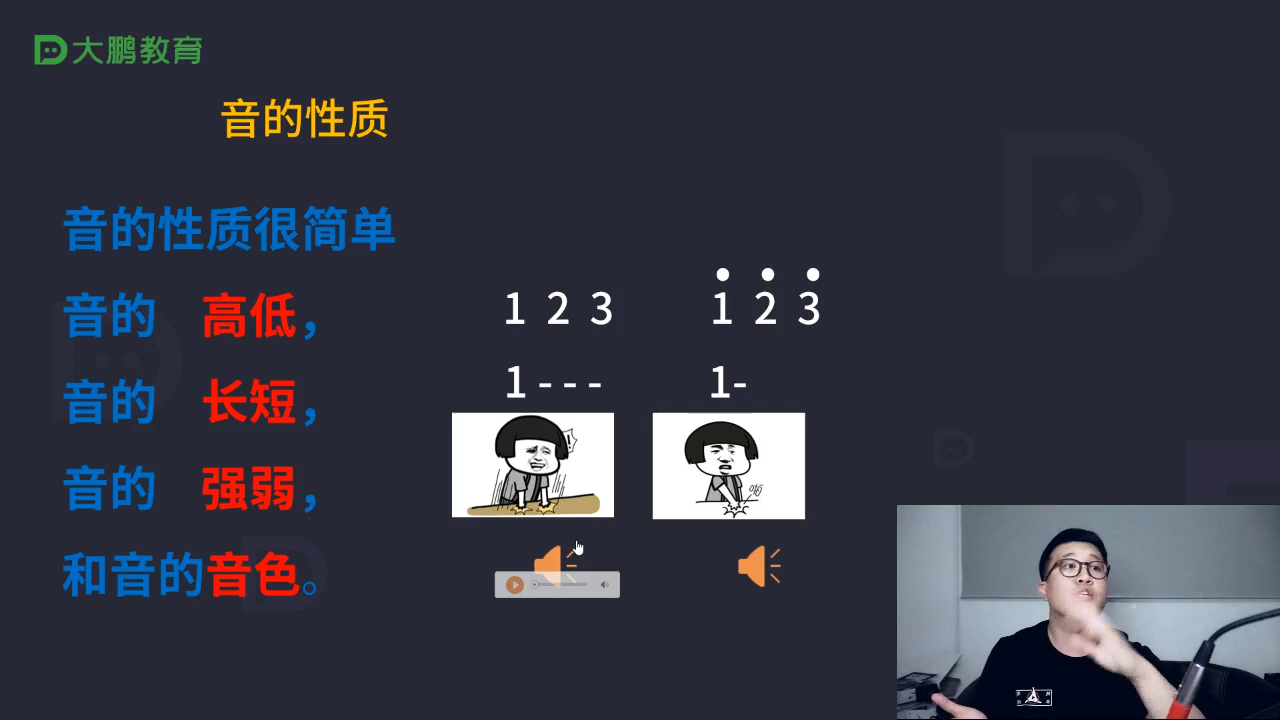 大鹏教育
音的性质
音的性质很简单
音的 高低，
1 2 3 1 2 3
音的 长短，
1 - - - 1-
音的 强弱，
和音的音色。